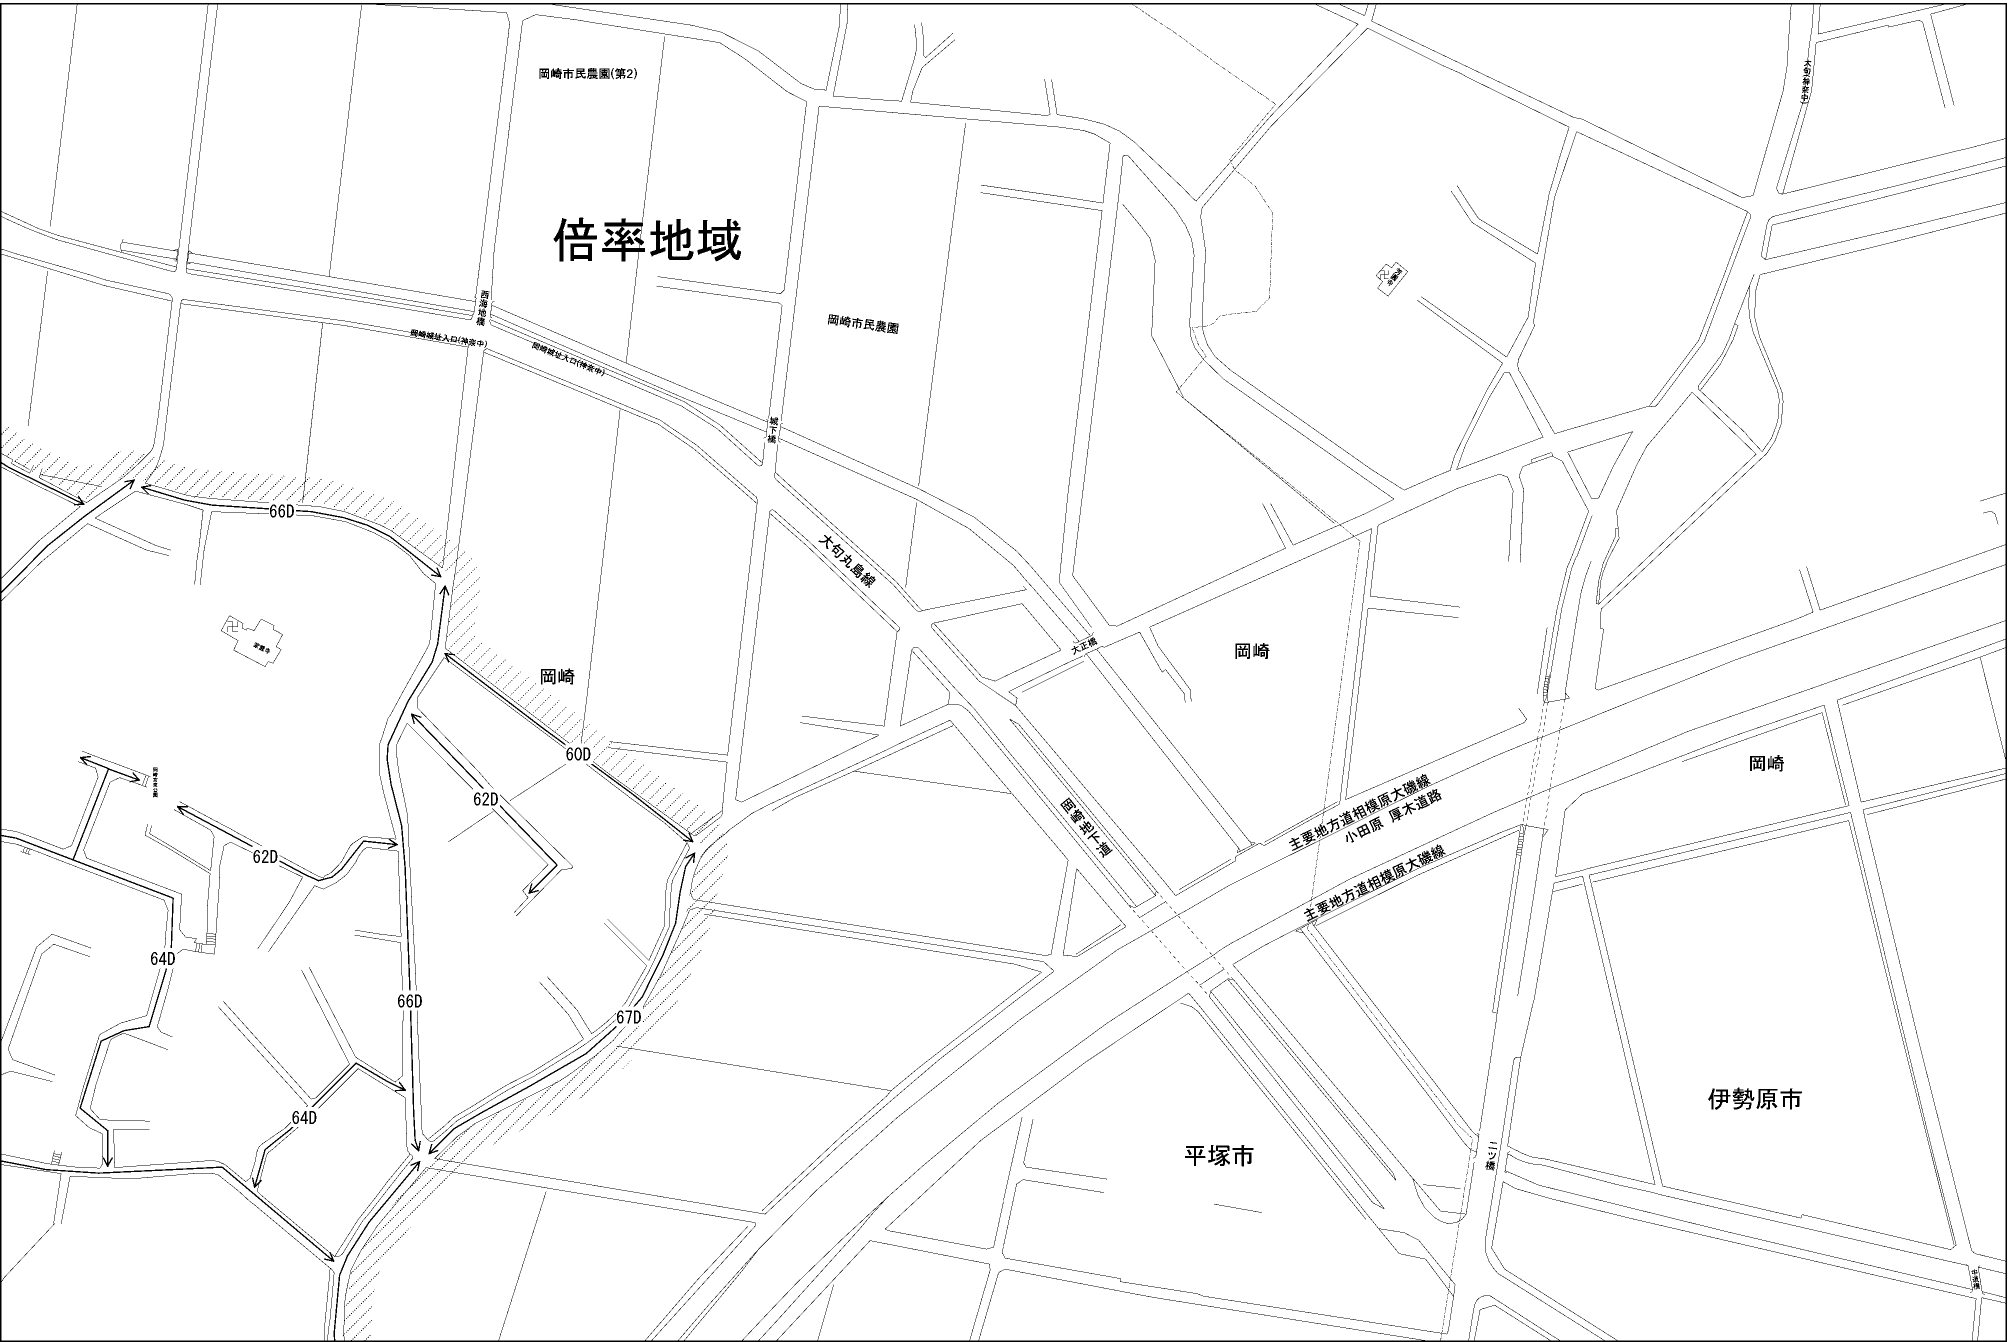 岡崎市民農園(第2)
大句(神奈中)
倍率地域
西海地橋
岡崎市民農園
岡崎城址入口(神奈中)
岡崎城址入口(神奈中)
城下橋
66D
大句丸島線
大正橋
岡崎
岡崎
60D
岡崎
62D
岡崎地下道
主要地方道相模原大磯線
小田原 厚木道路
62D
主要地方道相模原大磯線
64D
66D
67D
64D
伊勢原市
平塚市
二ツ橋